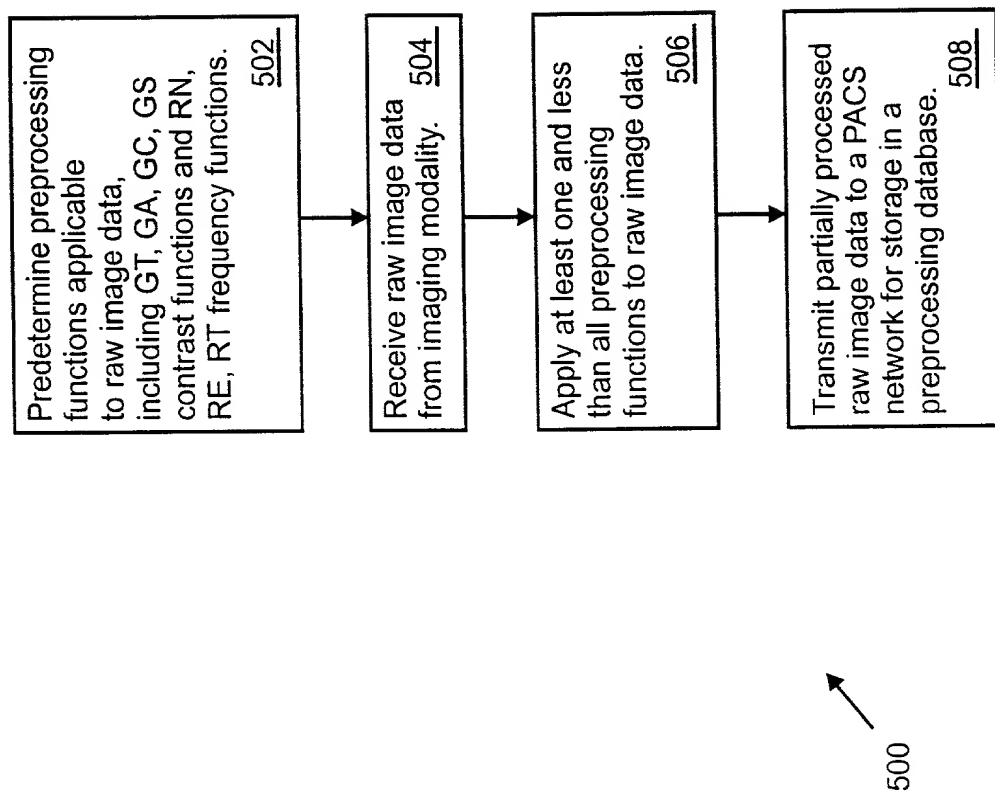 Predetermine preprocessing
functions applicable
to raw image data,
including GT, GA, GC, GS
contrast functions and RN,
RE, RT frequency functions.
502
Receive raw image data
from imaging modality.
504
Apply at least one and less
than all preprocessing
functions to raw image data.
506
Transmit partially processed
raw image data to a PACS
network for storage in a
preprocessing database.
508
500